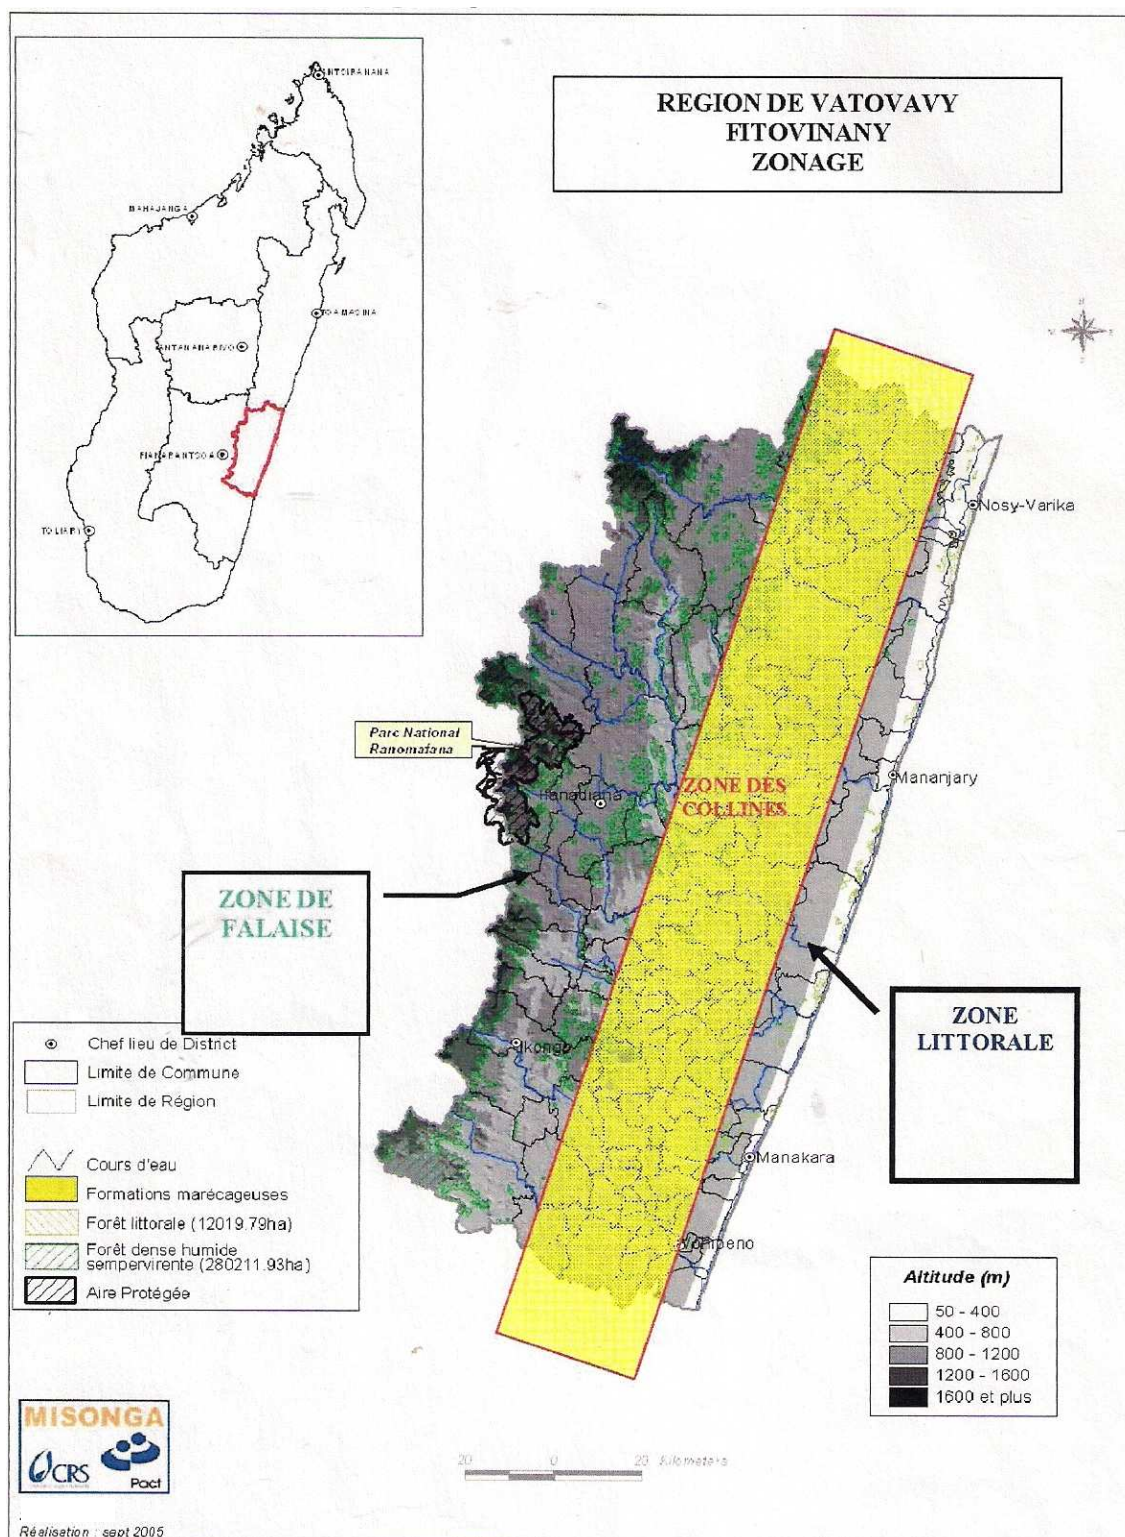 REGION DE VATOVAVY
FITOVINANY
ZONAGE
MAHAJANGA
TOAMASINA
ANTANANARIVO
FIANARANTSOA
TOLIARY
Nosy-Varika
Parc National
Ranomafana
Mananjary
ZONE DES
COLLINES
ZONE DE
FALAISE
ZONE
LITTORALE
Ikongo
Manakara
Vohipeno
Chef lieu de District
Limite de Commune
Limite de Région
Cours d'eau
Formations marécageuses
Forêt littorale (12019.79ha)
Forêt dense humide
sempervirente (280211.93ha)
Aire Protégée
Altitude (m)
50 - 400
400 - 800
800 - 1200
1200 - 1600
1600 et plus
MISONGA
CRS
Pact
20 0 20 Kilometers
Réalisation : sept 2005